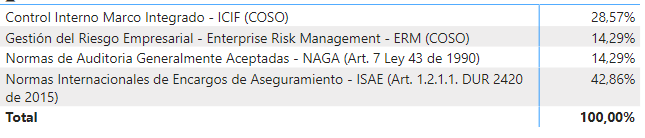 Control Interno Marco Integrado - ICIF (COSO) 28,57%
Gestión del Riesgo Empresarial - Enterprise Risk Management - ERM (COSO) 14,29%
Normas de Auditoria Generalmente Aceptadas - NAGA (Art. 7 Ley 43 de 1990) 14,29%
Normas Internacionales de Encargos de Aseguramiento - ISAE (Art. 1.2.1.1. DUR 2420 42,86%
de 2015)
Total 100,00%